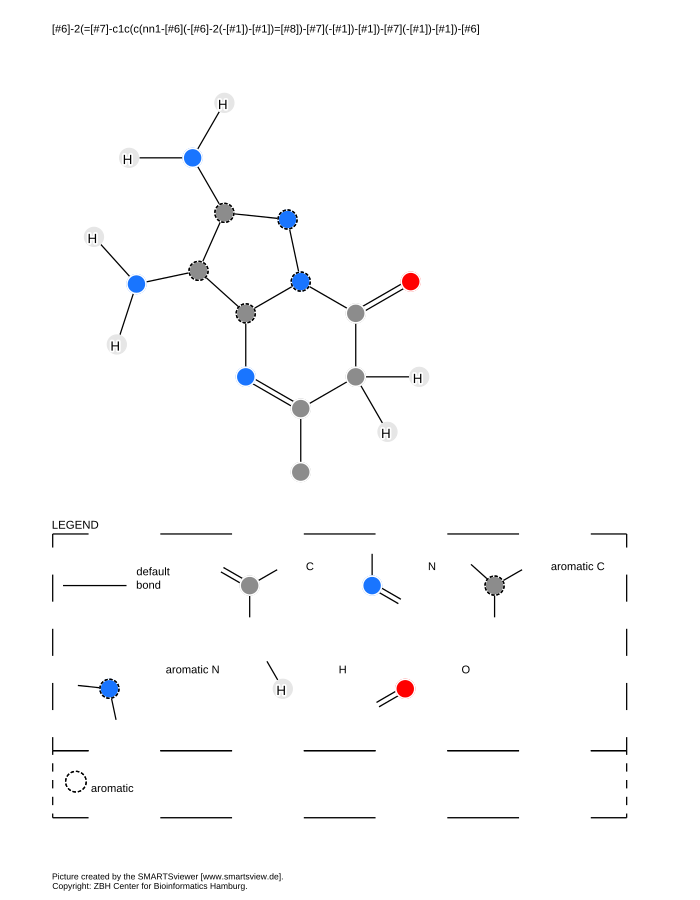 [#6]-2(=[#7]-c1c(c(nn1-[#6](-[#6]-2(-[#1])-[#1])=[#8])-[#7](-[#1])-[#1])-[#7](-[#1])-[#1])-[#6]
H
H
H
H
H
H
LEGEND
default
bond
C
N
aromatic C
aromatic N
H
H
O
aromatic
Picture created by the SMARTSviewer [www.smartsview.de].
Copyright: ZBH Center for Bioinformatics Hamburg.